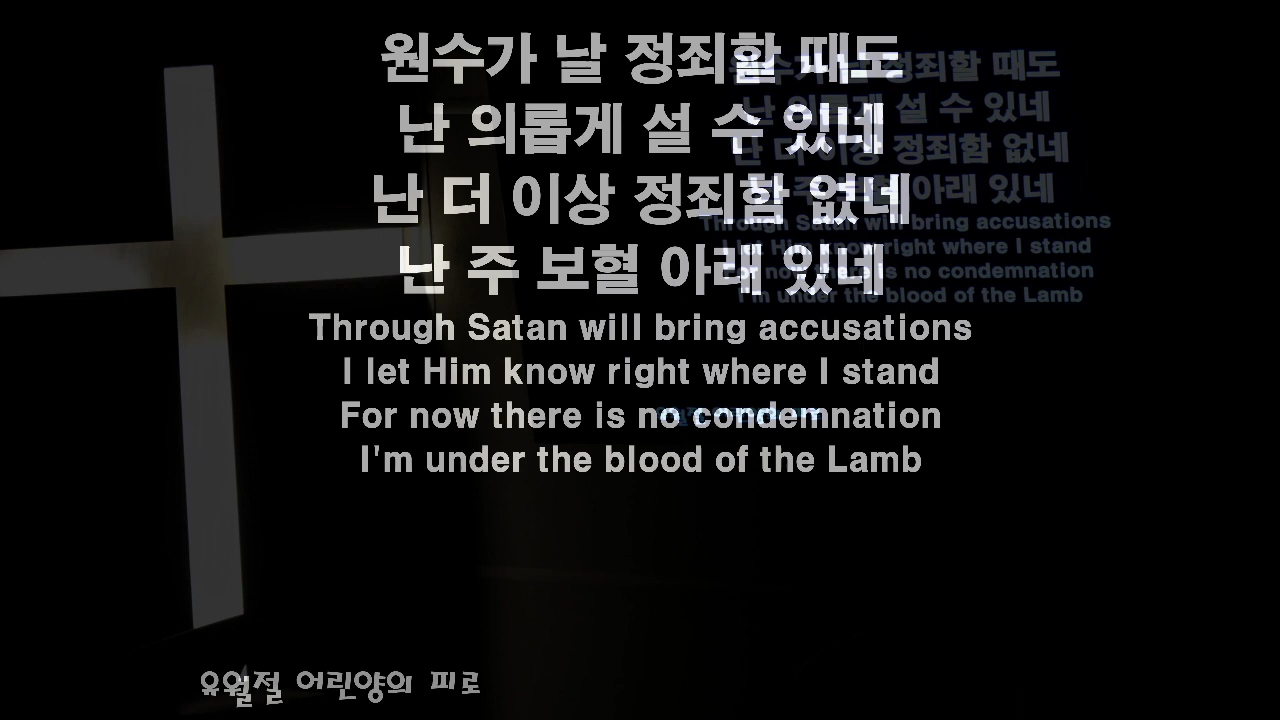 원수가 날 정죄할 때도
난 의롭게 설 수 있네
난 더 이상 정죄함 없네
난 주 보혈 아래 있네
Through Satan will bring accusations
I let Him know right where I stand
For now there is no condemnation
I'm under the blood of the Lamb
유월절 어린양의 피로